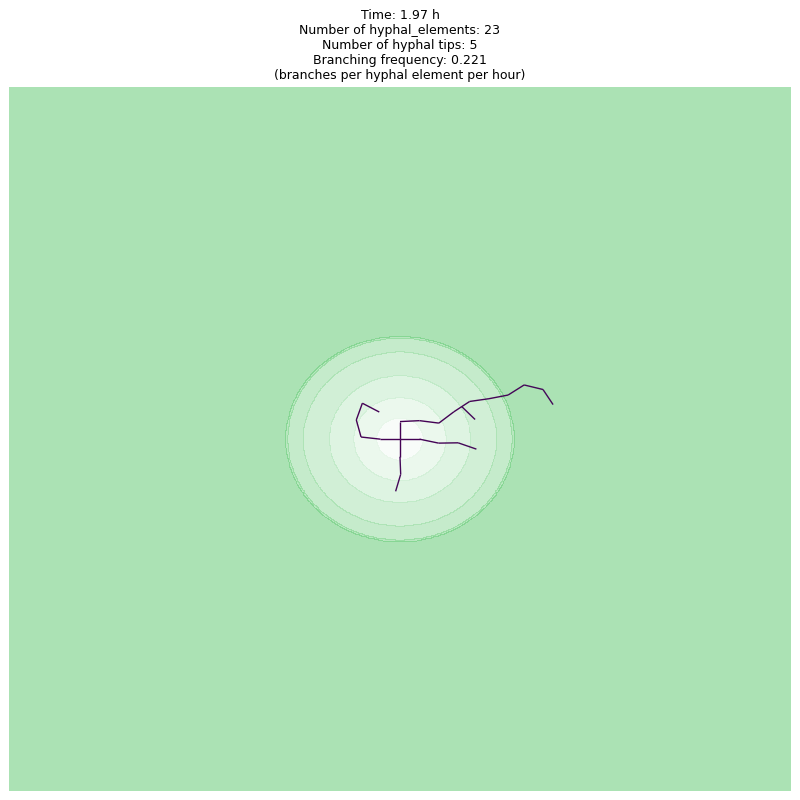 Time: 1.97 h
Number of hyphal_elements: 23
Number of hyphal tips: 5
Branching frequency: 0.221
(branches per hyphal element per hour)